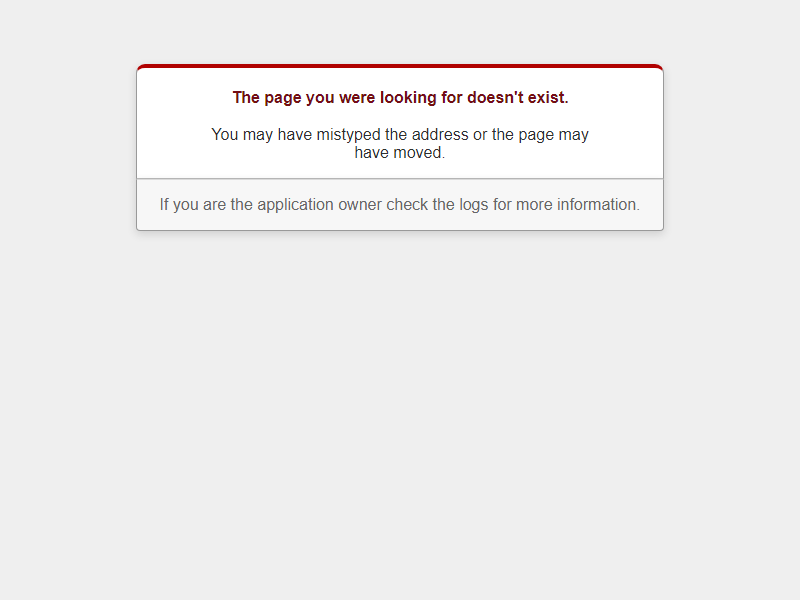 The page you were looking for doesn't exist.
You may have mistyped the address or the page may
have moved.
If you are the application owner check the logs for more information.